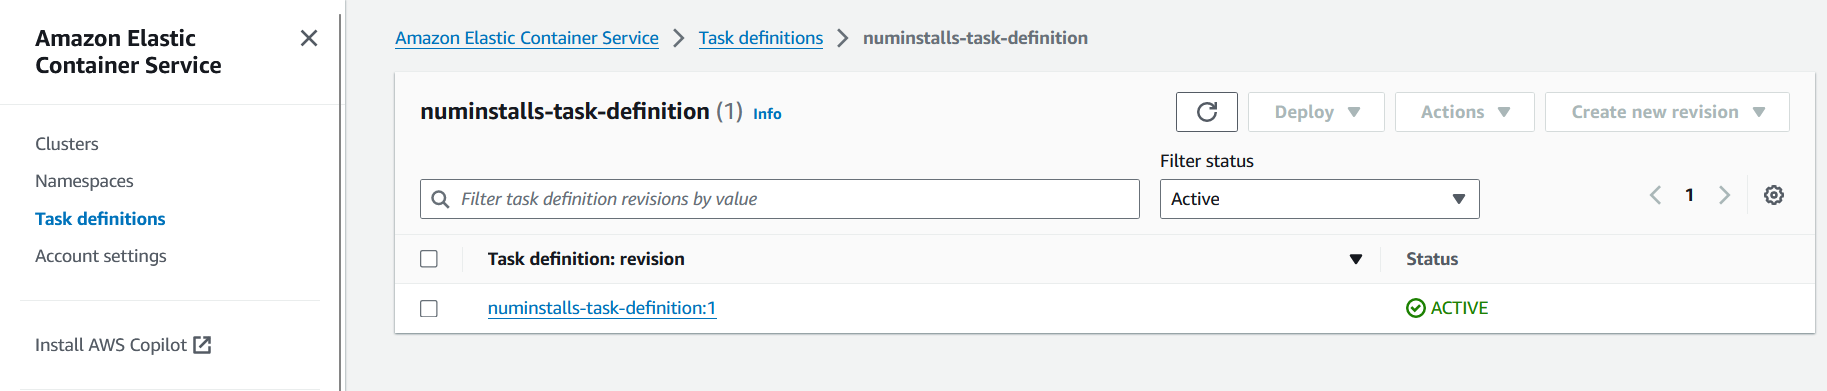 Amazon Elastic
Container Service
Clusters
Namespaces
Task definitions
Account settings
Install AWS Copilot
Amazon Elastic Container Service > Task definitions > numinstalls-task-definition
numinstalls-task-definition (1) Info
Deploy
Actions
Create new revision
Filter status
Filter task definition revisions by value
Active
1
Task definition: revision
Status
numinstalls-task-definition:1
ACTIVE